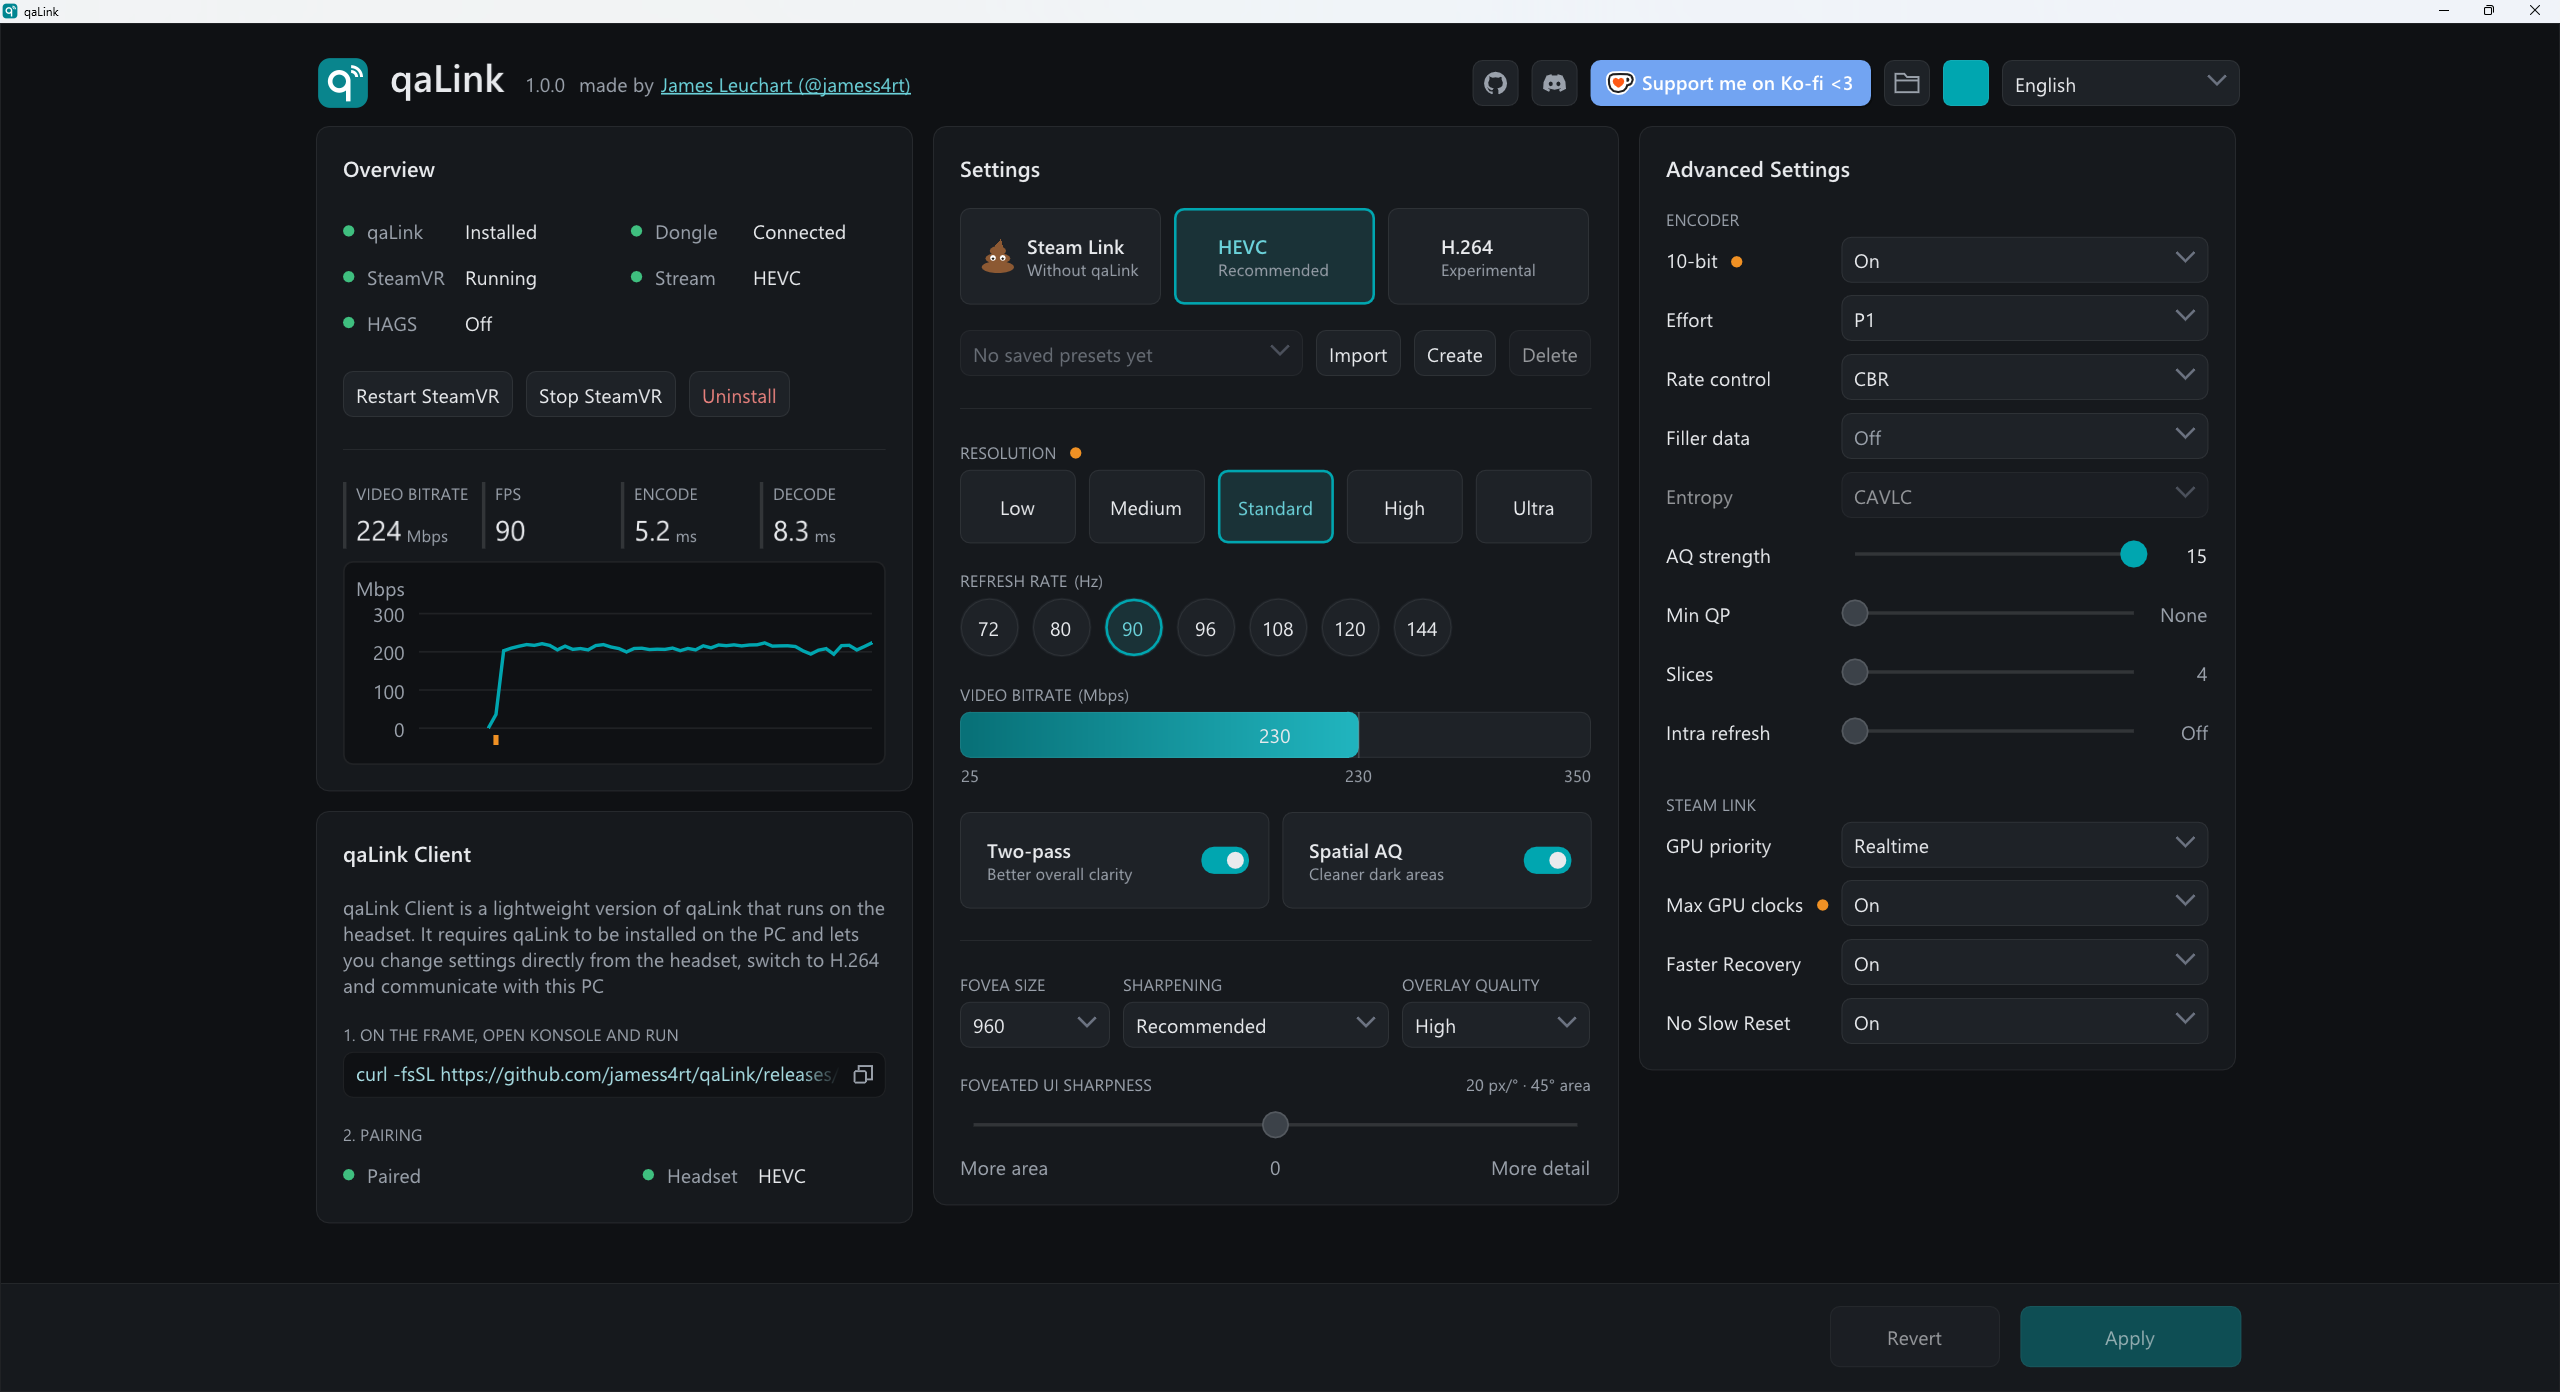 qaLink
qaLink 1.0.0 made by James Leuchart (@jamess4rt)
Support me on Ko-fi <3
English
Overview
qaLink Installed
Dongle Connected
SteamVR Running
Stream HEVC
HAGS Off
Restart SteamVR
Stop SteamVR
Uninstall
VIDEO BITRATE
224 Mbps
FPS
90
ENCODE
5.2 ms
DECODE
8.3 ms
Mbps
300
200
100
0
qaLink Client
qaLink Client is a lightweight version of qaLink that runs on the
headset. It requires qaLink to be installed on the PC and lets
you change settings directly from the headset, switch to H.264
and communicate with this PC
1. ON THE FRAME, OPEN KONSOLE AND RUN
curl -fsSL https://github.com/jamess4rt/qaLink/releases/
2. PAIRING
Paired
Headset HEVC
Settings
Steam Link
Without qaLink
HEVC
Recommended
H.264
Experimental
No saved presets yet
Import
Create
Delete
RESOLUTION
Low
Medium
Standard
High
Ultra
REFRESH RATE (Hz)
72
80
90
96
108
120
144
VIDEO BITRATE (Mbps)
230
25
230
350
Two-pass
Better overall clarity
Spatial AQ
Cleaner dark areas
FOVEA SIZE
960
SHARPENING
Recommended
OVERLAY QUALITY
High
FOVEATED UI SHARPNESS
20 px/° · 45° area
More area
0
More detail
Advanced Settings
ENCODER
10-bit On
Effort P1
Rate control CBR
Filler data Off
Entropy CAVLC
AQ strength 15
Min QP None
Slices 4
Intra refresh Off
STEAM LINK
GPU priority Realtime
Max GPU clocks On
Faster Recovery On
No Slow Reset On
Revert
Apply